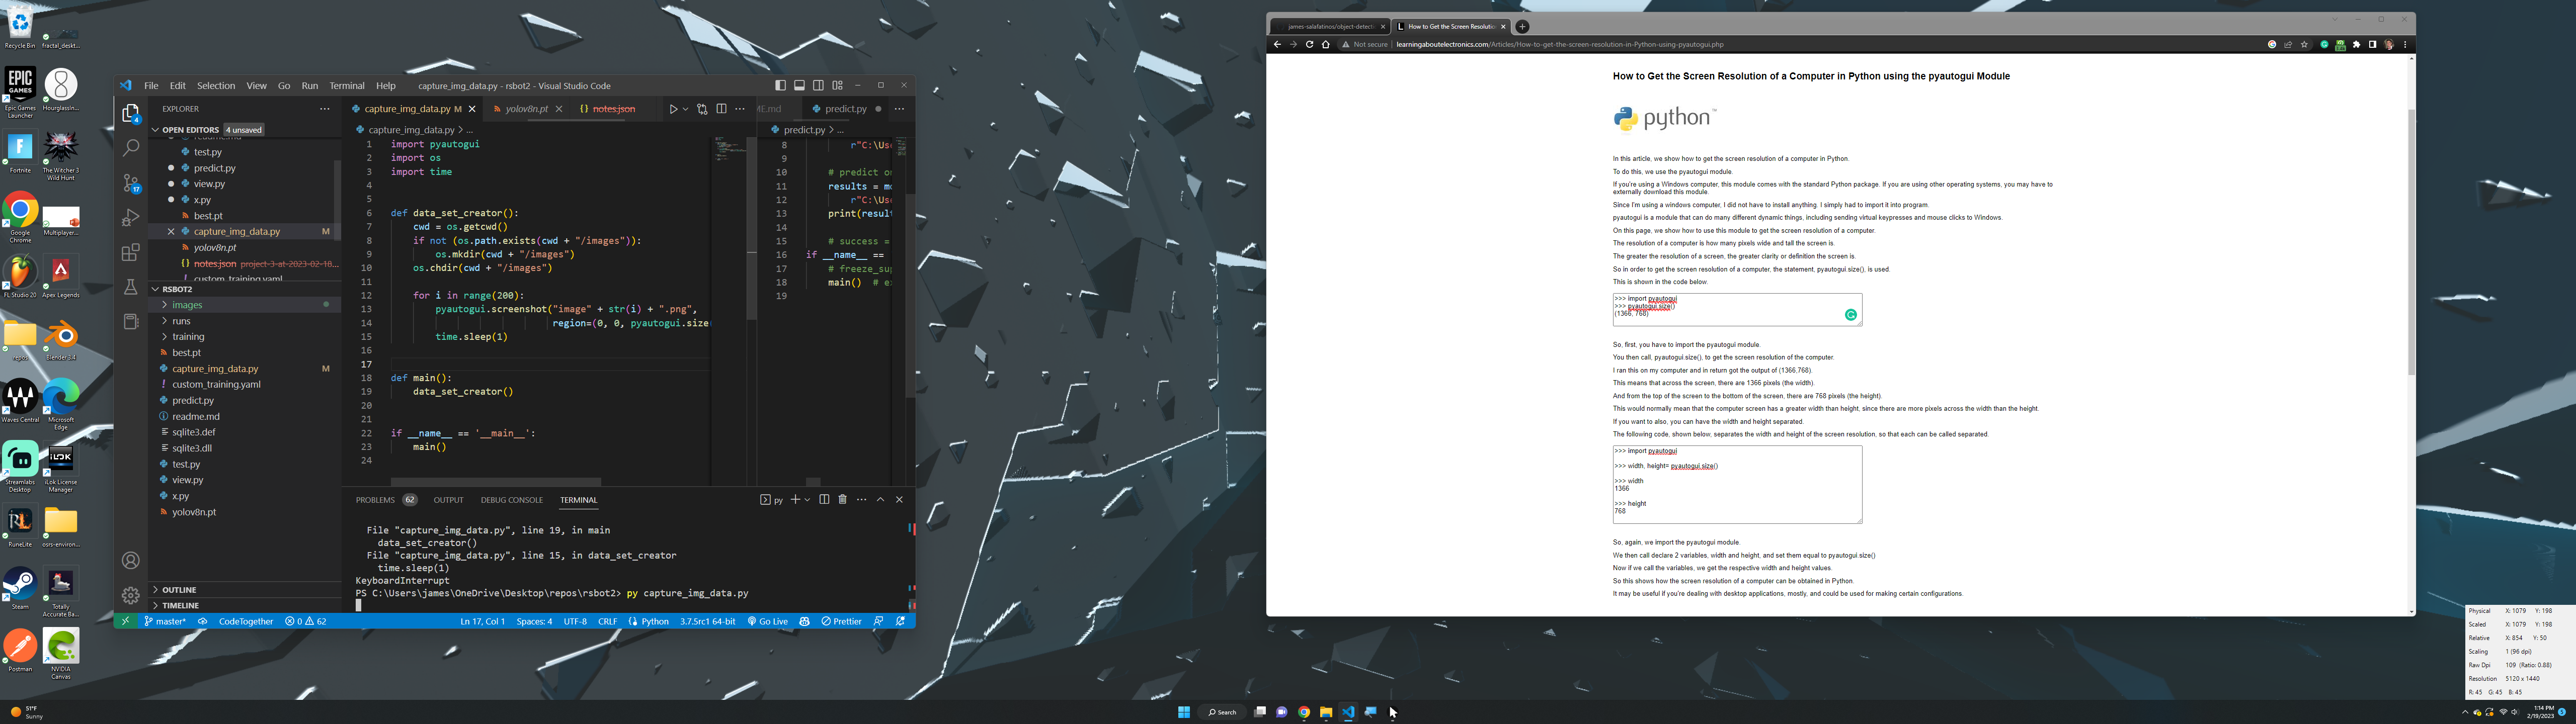 Recycle Bin
fractal_deskt...
Epic Games
Launcher
HourglassIn...
Fortnite
The Witcher 3
Wild Hunt
Google
Chrome
Multiplayer...
FL Studio 20
Apex Legends
repos
Blender 3.4
Waves Central
Microsoft
Edge
Streamlabs
Desktop
iLok License
Manager
RuneLite
osrs-environ...
Steam
Totally
Accurate Ba...
Postman
NVIDIA
Canvas
File Edit Selection View Go Run Terminal Help
capture_img_data.py - rsbot2 - Visual Studio Code
EXPLORER
OPEN EDITORS 4 unsaved
test.py
predict.py
view.py
x.py
best.pt
capture_img_data.py M
yolov8n.pt
notes.json project-3-at-2023-02-18...
custom_training.yaml
RSBOT2
images
runs
training
best.pt
capture_img_data.py M
custom_training.yaml
predict.py
readme.md
sqlite3.def
sqlite3.dll
test.py
view.py
x.py
yolov8n.pt
OUTLINE
TIMELINE
capture_img_data.py M
yolov8n.pt
notes.json
capture_img_data.py > ...
1 import pyautogui
2 import os
3 import time
4
5
6 def data_set_creator():
7 cwd = os.getcwd()
8 if not (os.path.exists(cwd + "/images")):
9 os.mkdir(cwd + "/images")
10 os.chdir(cwd + "/images")
11
12 for i in range(200):
13 pyautogui.screenshot("image" + str(i) + ".png",
14 region=(0, 0, pyautogui.size
15 time.sleep(1)
16
17
18 def main():
19 data_set_creator()
20
21
22 if __name__ == '__main__':
23 main()
24
ME.md
predict.py
predict.py > ...
8 r"C:\Use
9
10 # predict on
11 results = mo
12 r"C:\Use
13 print(result
14
15 # success =
16 if __name__ ==
17 # freeze_sup
18 main() # ex
19
PROBLEMS 62 OUTPUT DEBUG CONSOLE TERMINAL
py
File "capture_img_data.py", line 19, in main
data_set_creator()
File "capture_img_data.py", line 15, in data_set_creator
time.sleep(1)
KeyboardInterrupt
PS C:\Users\james\OneDrive\Desktop\repos\rsbot2> py capture_img_data.py
master* CodeTogether 0 62 Ln 17, Col 1 Spaces: 4 UTF-8 CRLF Python 3.7.5rc1 64-bit Go Live Prettier
james-salafatinos/object-detecti
How to Get the Screen Resolution
Not secure | learningaboutelectronics.com/Articles/How-to-get-the-screen-resolution-in-Python-using-pyautogui.php
How to Get the Screen Resolution of a Computer in Python using the pyautogui Module
python™
In this article, we show how to get the screen resolution of a computer in Python.
To do this, we use the pyautogui module.
If you're using a Windows computer, this module comes with the standard Python package. If you are using other operating systems, you may have to
externally download this module.
Since I'm using a windows computer, I did not have to install anything. I simply had to import it into program.
pyautogui is a module that can do many different dynamic things, including sending virtual keypresses and mouse clicks to Windows.
On this page, we show how to use this module to get the screen resolution of a computer.
The resolution of a computer is how many pixels wide and tall the screen is.
The greater the resolution of a screen, the greater clarity or definition the screen is.
So in order to get the screen resolution of a computer, the statement, pyautogui.size(), is used.
This is shown in the code below.
>>> import pyautogui
>>> pyautogui.size()
(1366, 768)
So, first, you have to import the pyautogui module.
You then call, pyautogui.size(), to get the screen resolution of the computer.
I ran this on my computer and in return got the output of (1366,768).
This means that across the screen, there are 1366 pixels (the width).
And from the top of the screen to the bottom of the screen, there are 768 pixels (the height).
This would normally mean that the computer screen has a greater width than height, since there are more pixels across the width than the height.
If you want to also, you can have the width and height separated.
The following code, shown below, separates the width and height of the screen resolution, so that each can be called separated.
>>> import pyautogui
>>> width, height= pyautogui.size()
>>> width
1366
>>> height
768
So, again, we import the pyautogui module.
We then call declare 2 variables, width and height, and set them equal to pyautogui.size()
Now if we call the variables, we get the respective width and height values.
So this shows how the screen resolution of a computer can be obtained in Python.
It may be useful if you're dealing with desktop applications, mostly, and could be used for making certain configurations.
Physical X: 1079 Y: 198
Scaled X: 1079 Y: 198
Relative X: 854 Y: 50
Scaling 1 (96 dpi)
Raw Dpi 109 (Ratio: 0.88)
Resolution 5120 x 1440
R: 45 G: 45 B: 45
51°F
Sunny
Search
1:14 PM
2/19/2023